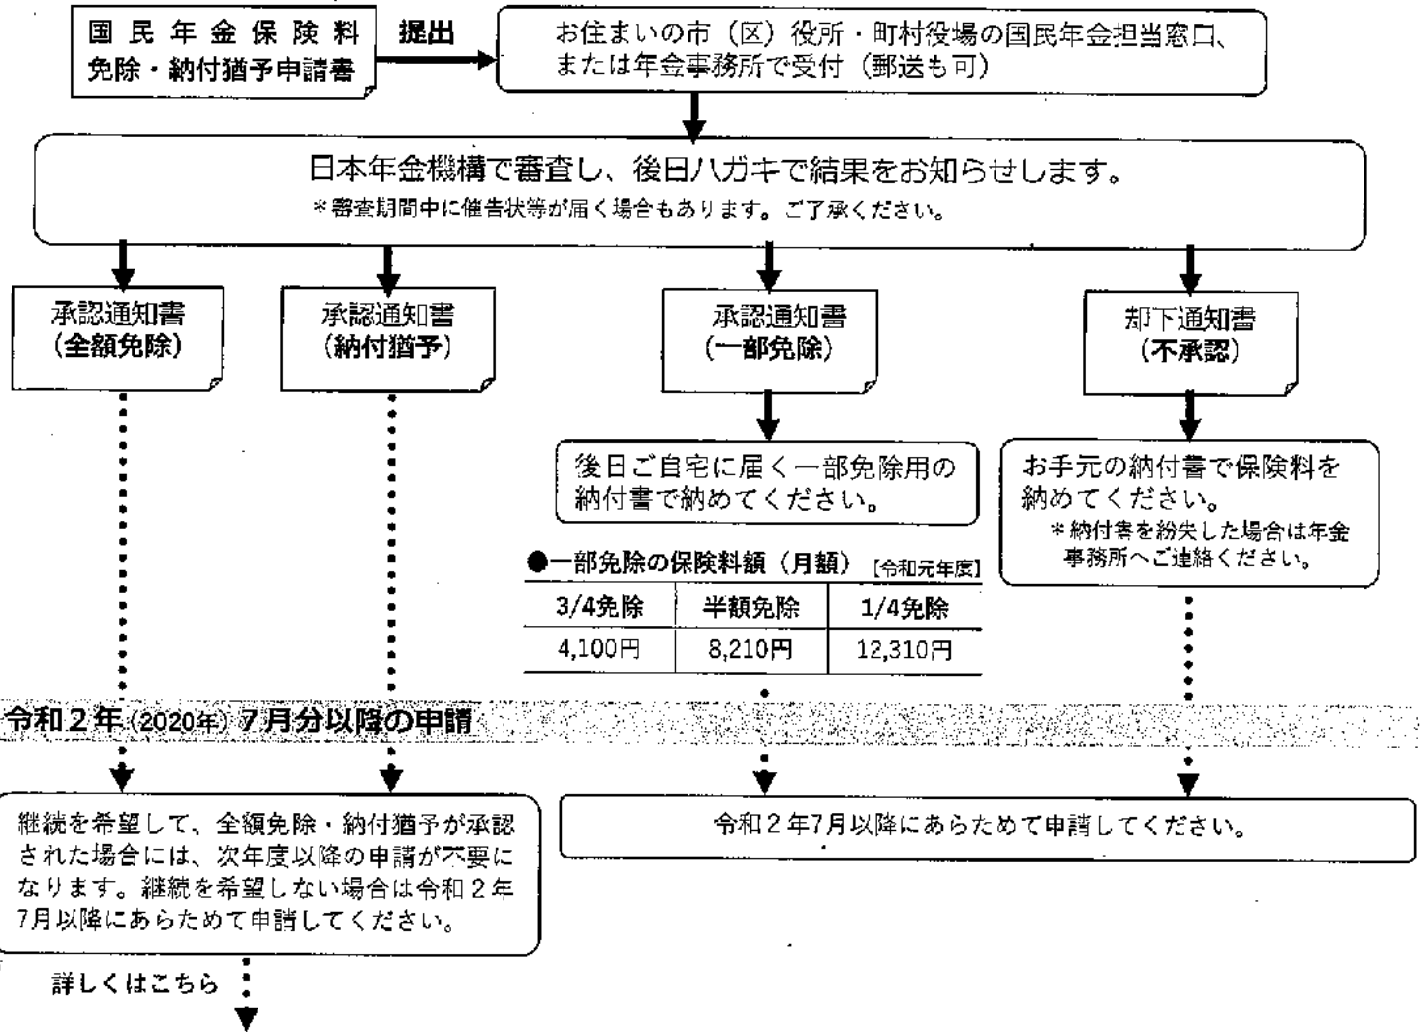 国民年金保険料
免除・納付猶予申請書
提出
お住まいの市（区）役所・町村役場の国民年金担当窓口、
または年金事務所で受付（郵送も可）
日本年金機構で審査し、後日ハガキで結果をお知らせします。
＊審査期間中に催告状等が届く場合もあります。ご了承ください。
承認通知書
（全額免除）
承認通知書
（納付猶予）
承認通知書
（一部免除）
却下通知書
（不承認）
後日ご自宅に届く一部免除用の
納付書で納めてください。
お手元の納付書で保険料を
納めてください。
＊納付書を紛失した場合は年金
事務所へご連絡ください。
●一部免除の保険料額（月額）［令和元年度］
3/4免除 半額免除 1/4免除
4,100円 8,210円 12,310円
令和２年(2020年)７月分以降の申請
継続を希望して、全額免除・納付猶予が承認
された場合には、次年度以降の申請が不要に
なります。継続を希望しない場合は令和２年
7月以降にあらためて申請してください。
令和２年7月以降にあらためて申請してください。
詳しくはこちら